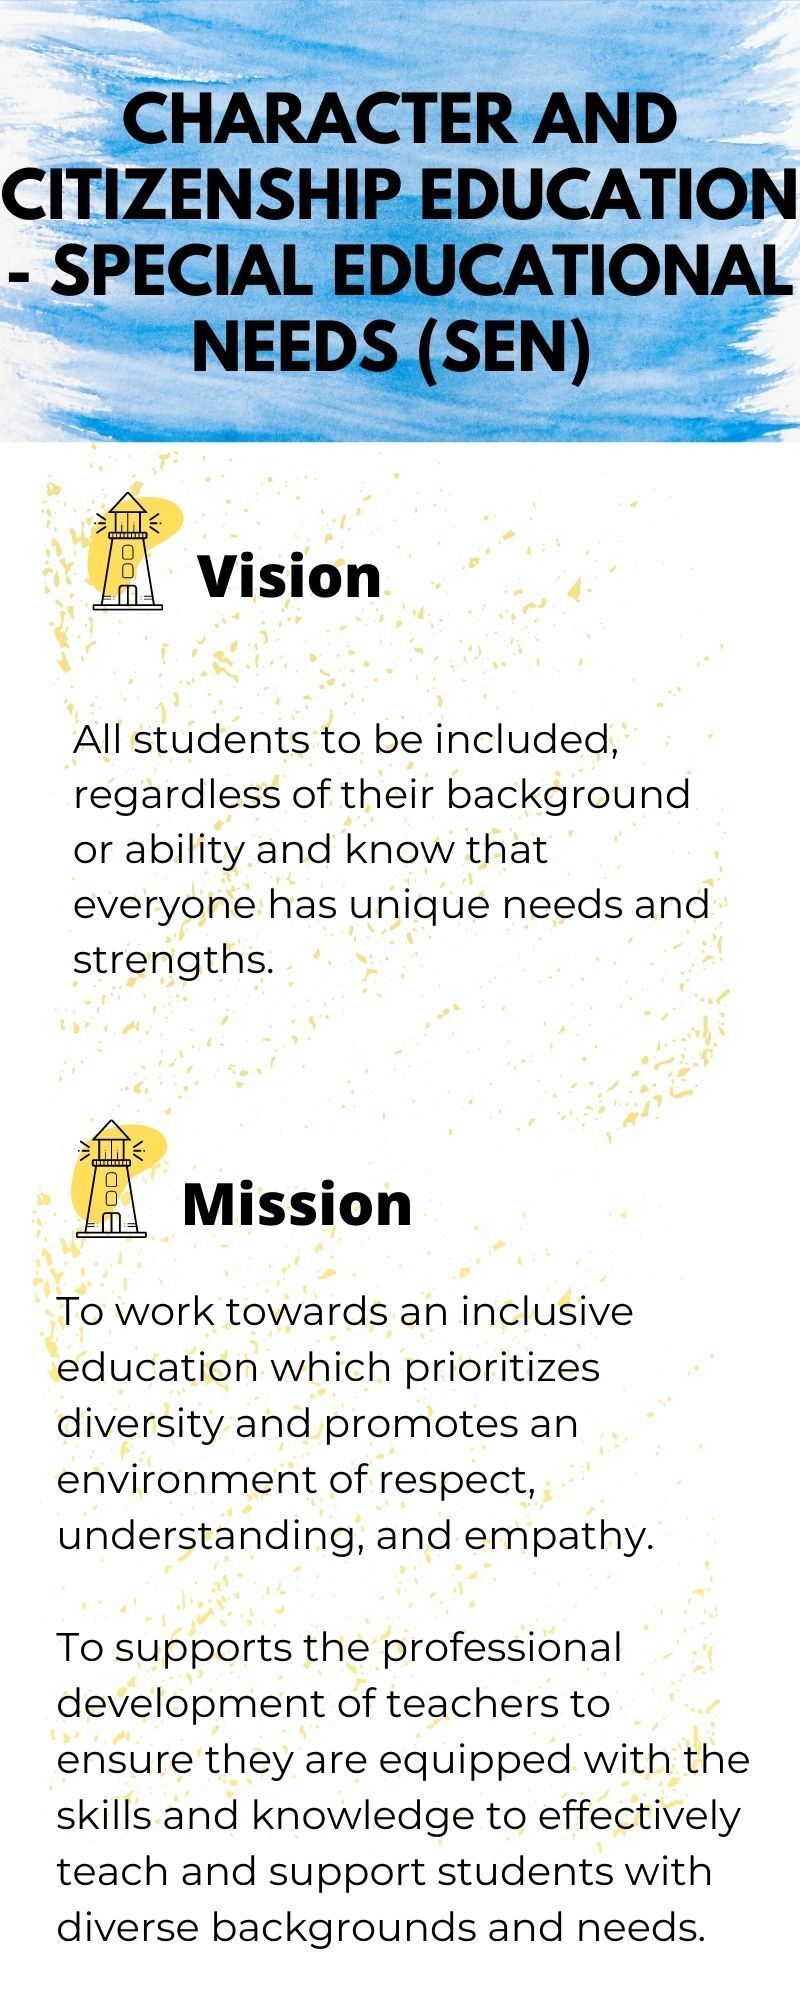 CHARACTER AND
CITIZENSHIP EDUCATION
- SPECIAL EDUCATIONAL
NEEDS (SEN)
Vision
All students to be included,
regardless of their background
or ability and know that
everyone has unique needs and
strengths.
Mission
To work towards an inclusive
education which prioritizes
diversity and promotes an
environment of respect,
understanding, and empathy.
To supports the professional
development of teachers to
ensure they are equipped with the
skills and knowledge to effectively
teach and support students with
diverse backgrounds and needs.